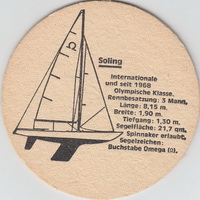 Soling
Internationale
und seit 1968
Olympische Klasse.
Rennbesatzung: 3 Mann,
Länge: 8,15 m.
Breite: 1,90 m.
Tiefgang: 1,30 m.
Segelfläche: 21,7 qm,
Spinnaker erlaubt,
Segelzeichen:
Buchstabe Omega (Ω).